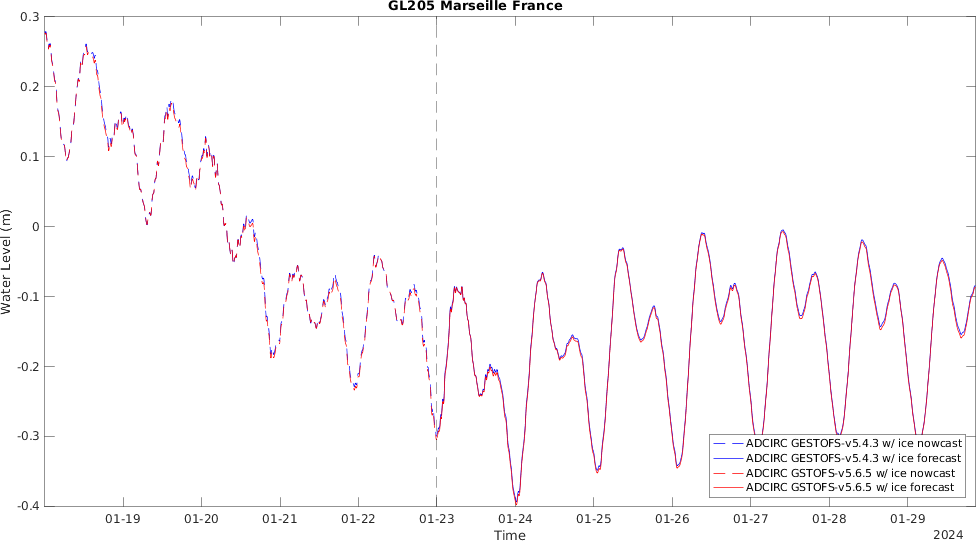 GL205 Marseille France
0.3
0.2
0.1
0
-0.1
-0.2
-0.3
-0.4
Water Level (m)
ADCIRC GESTOFS-v5.4.3 w/ ice nowcast
ADCIRC GESTOFS-v5.4.3 w/ ice forecast
ADCIRC GSTOFS-v5.6.5 w/ ice nowcast
ADCIRC GSTOFS-v5.6.5 w/ ice forecast
01-19 01-20 01-21 01-22 01-23 01-24 01-25 01-26 01-27 01-28 01-29
Time
2024